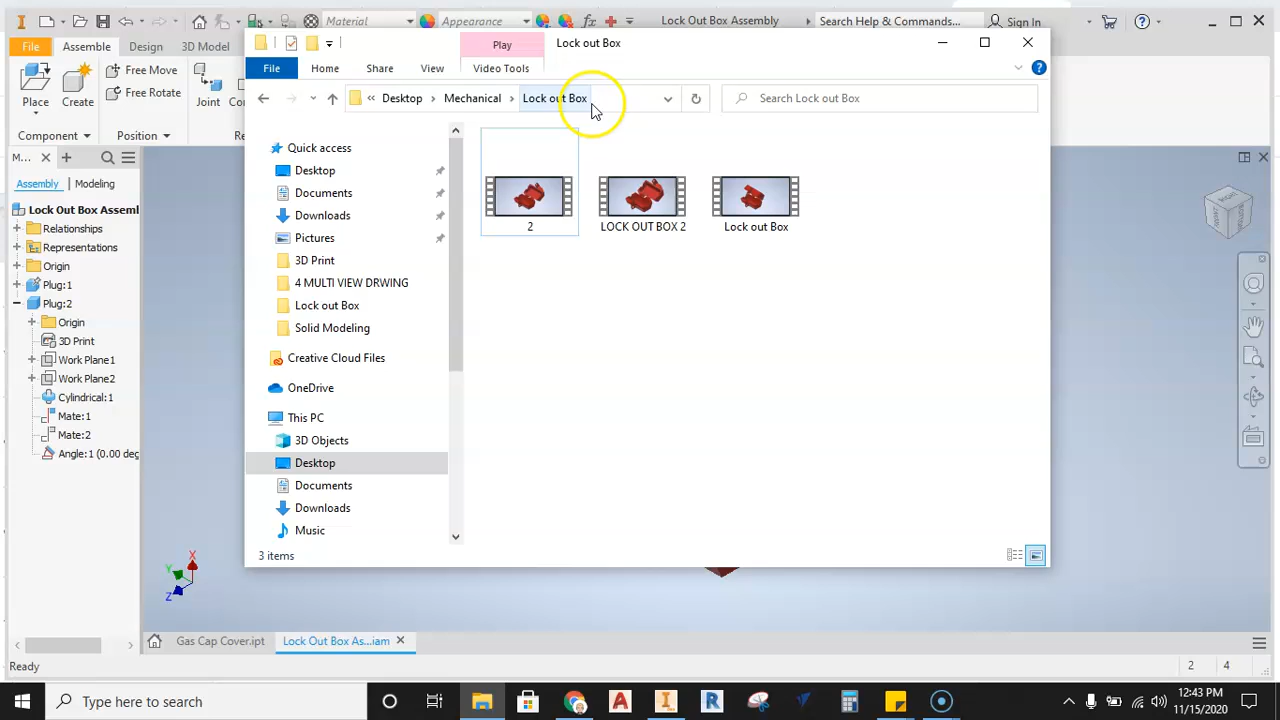 Material
Appearance
fx
Lock Out Box Assembly
Search Help & Commands...
Sign In
File
Assemble
Design
3D Model
Place
Create
Free Move
Free Rotate
Joint
Component
Position
M...
Assembly
Modeling
Lock Out Box Assembl
Relationships
Representations
Origin
Plug:1
Plug:2
Origin
3D Print
Work Plane1
Work Plane2
Cylindrical:1
Mate:1
Mate:2
Angle:1 (0.00 deg
Play
Lock out Box
File
Home
Share
View
Video Tools
Desktop
Mechanical
Lock out Box
Search Lock out Box
Quick access
Desktop
Documents
Downloads
Pictures
3D Print
4 MULTI VIEW DRWING
Lock out Box
Solid Modeling
Creative Cloud Files
OneDrive
This PC
3D Objects
Desktop
Documents
Downloads
Music
2
LOCK OUT BOX 2
Lock out Box
3 items
X
Y
Z
Gas Cap Cover.ipt
Lock Out Box As...iam
Ready
2
4
Type here to search
12:43 PM
11/15/2020